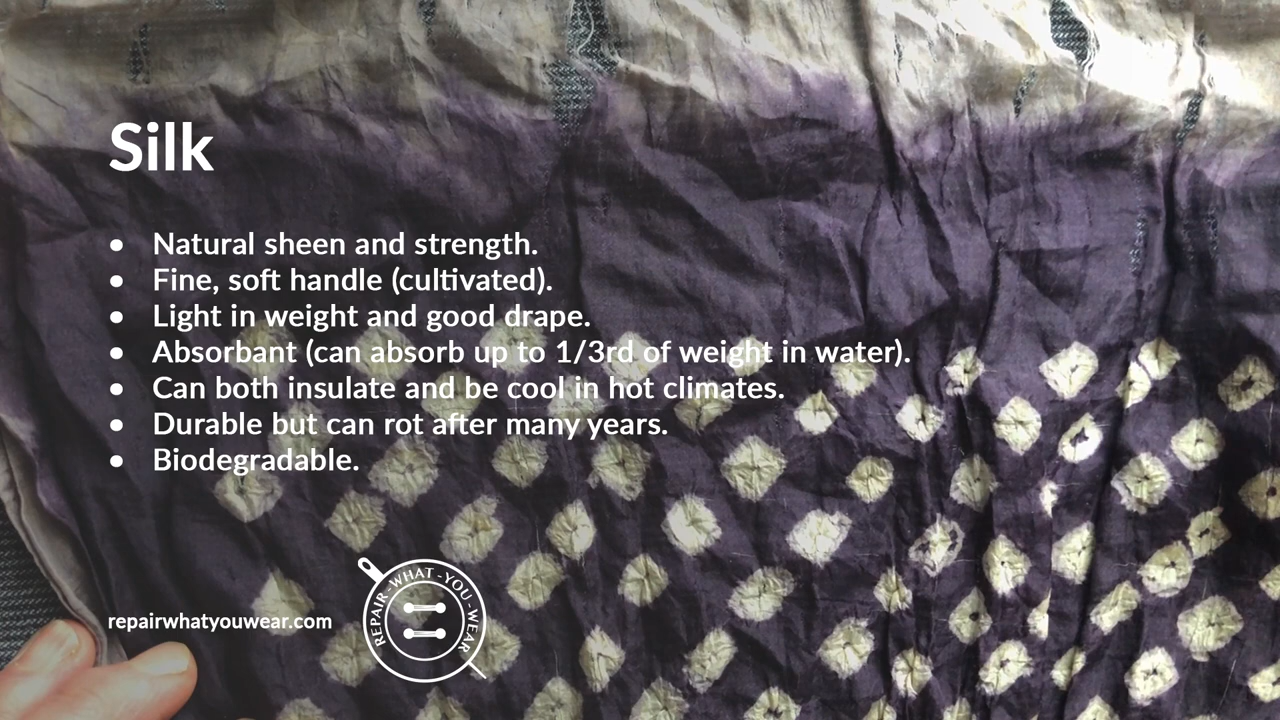 Silk
• Natural sheen and strength.
• Fine, soft handle (cultivated).
• Light in weight and good drape.
• Absorbant (can absorb up to 1/3rd of weight in water).
• Can both insulate and be cool in hot climates.
• Durable but can rot after many years.
• Biodegradable.
REPAIR-WHAT-YOU-WEAR
repairwhatyouwear.com